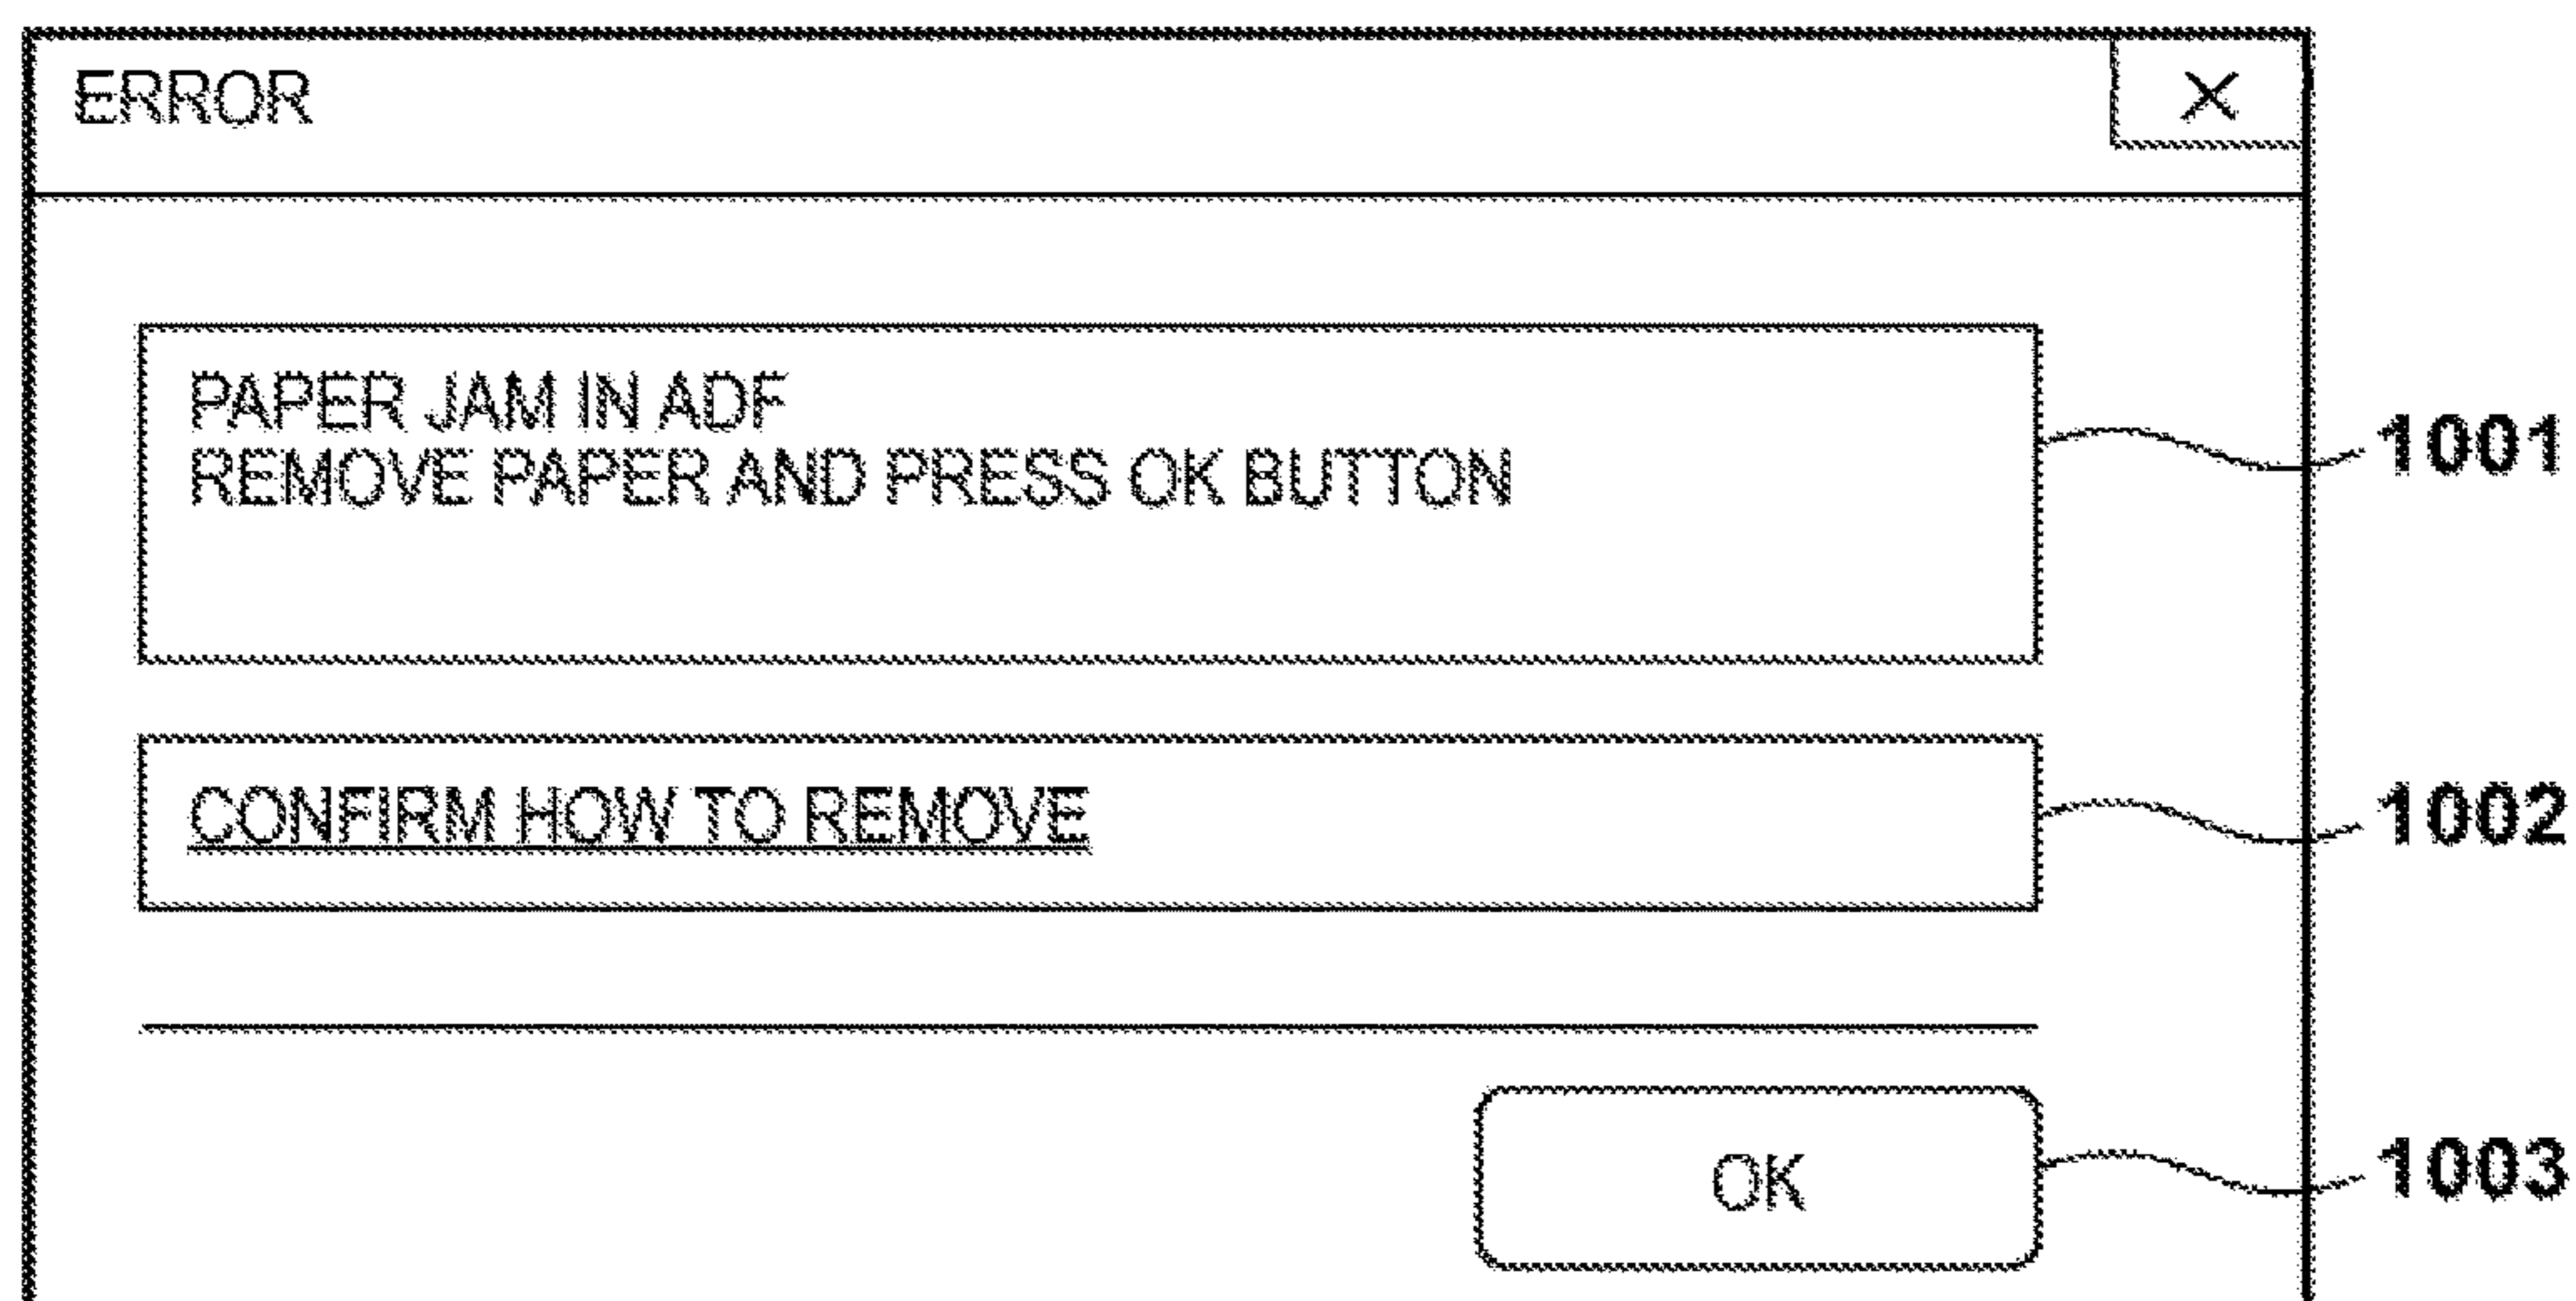 ERROR
X
PAPER JAM IN ADF
REMOVE PAPER AND PRESS OK BUTTON
1001
CONFIRM HOW TO REMOVE
1002
OK
1003